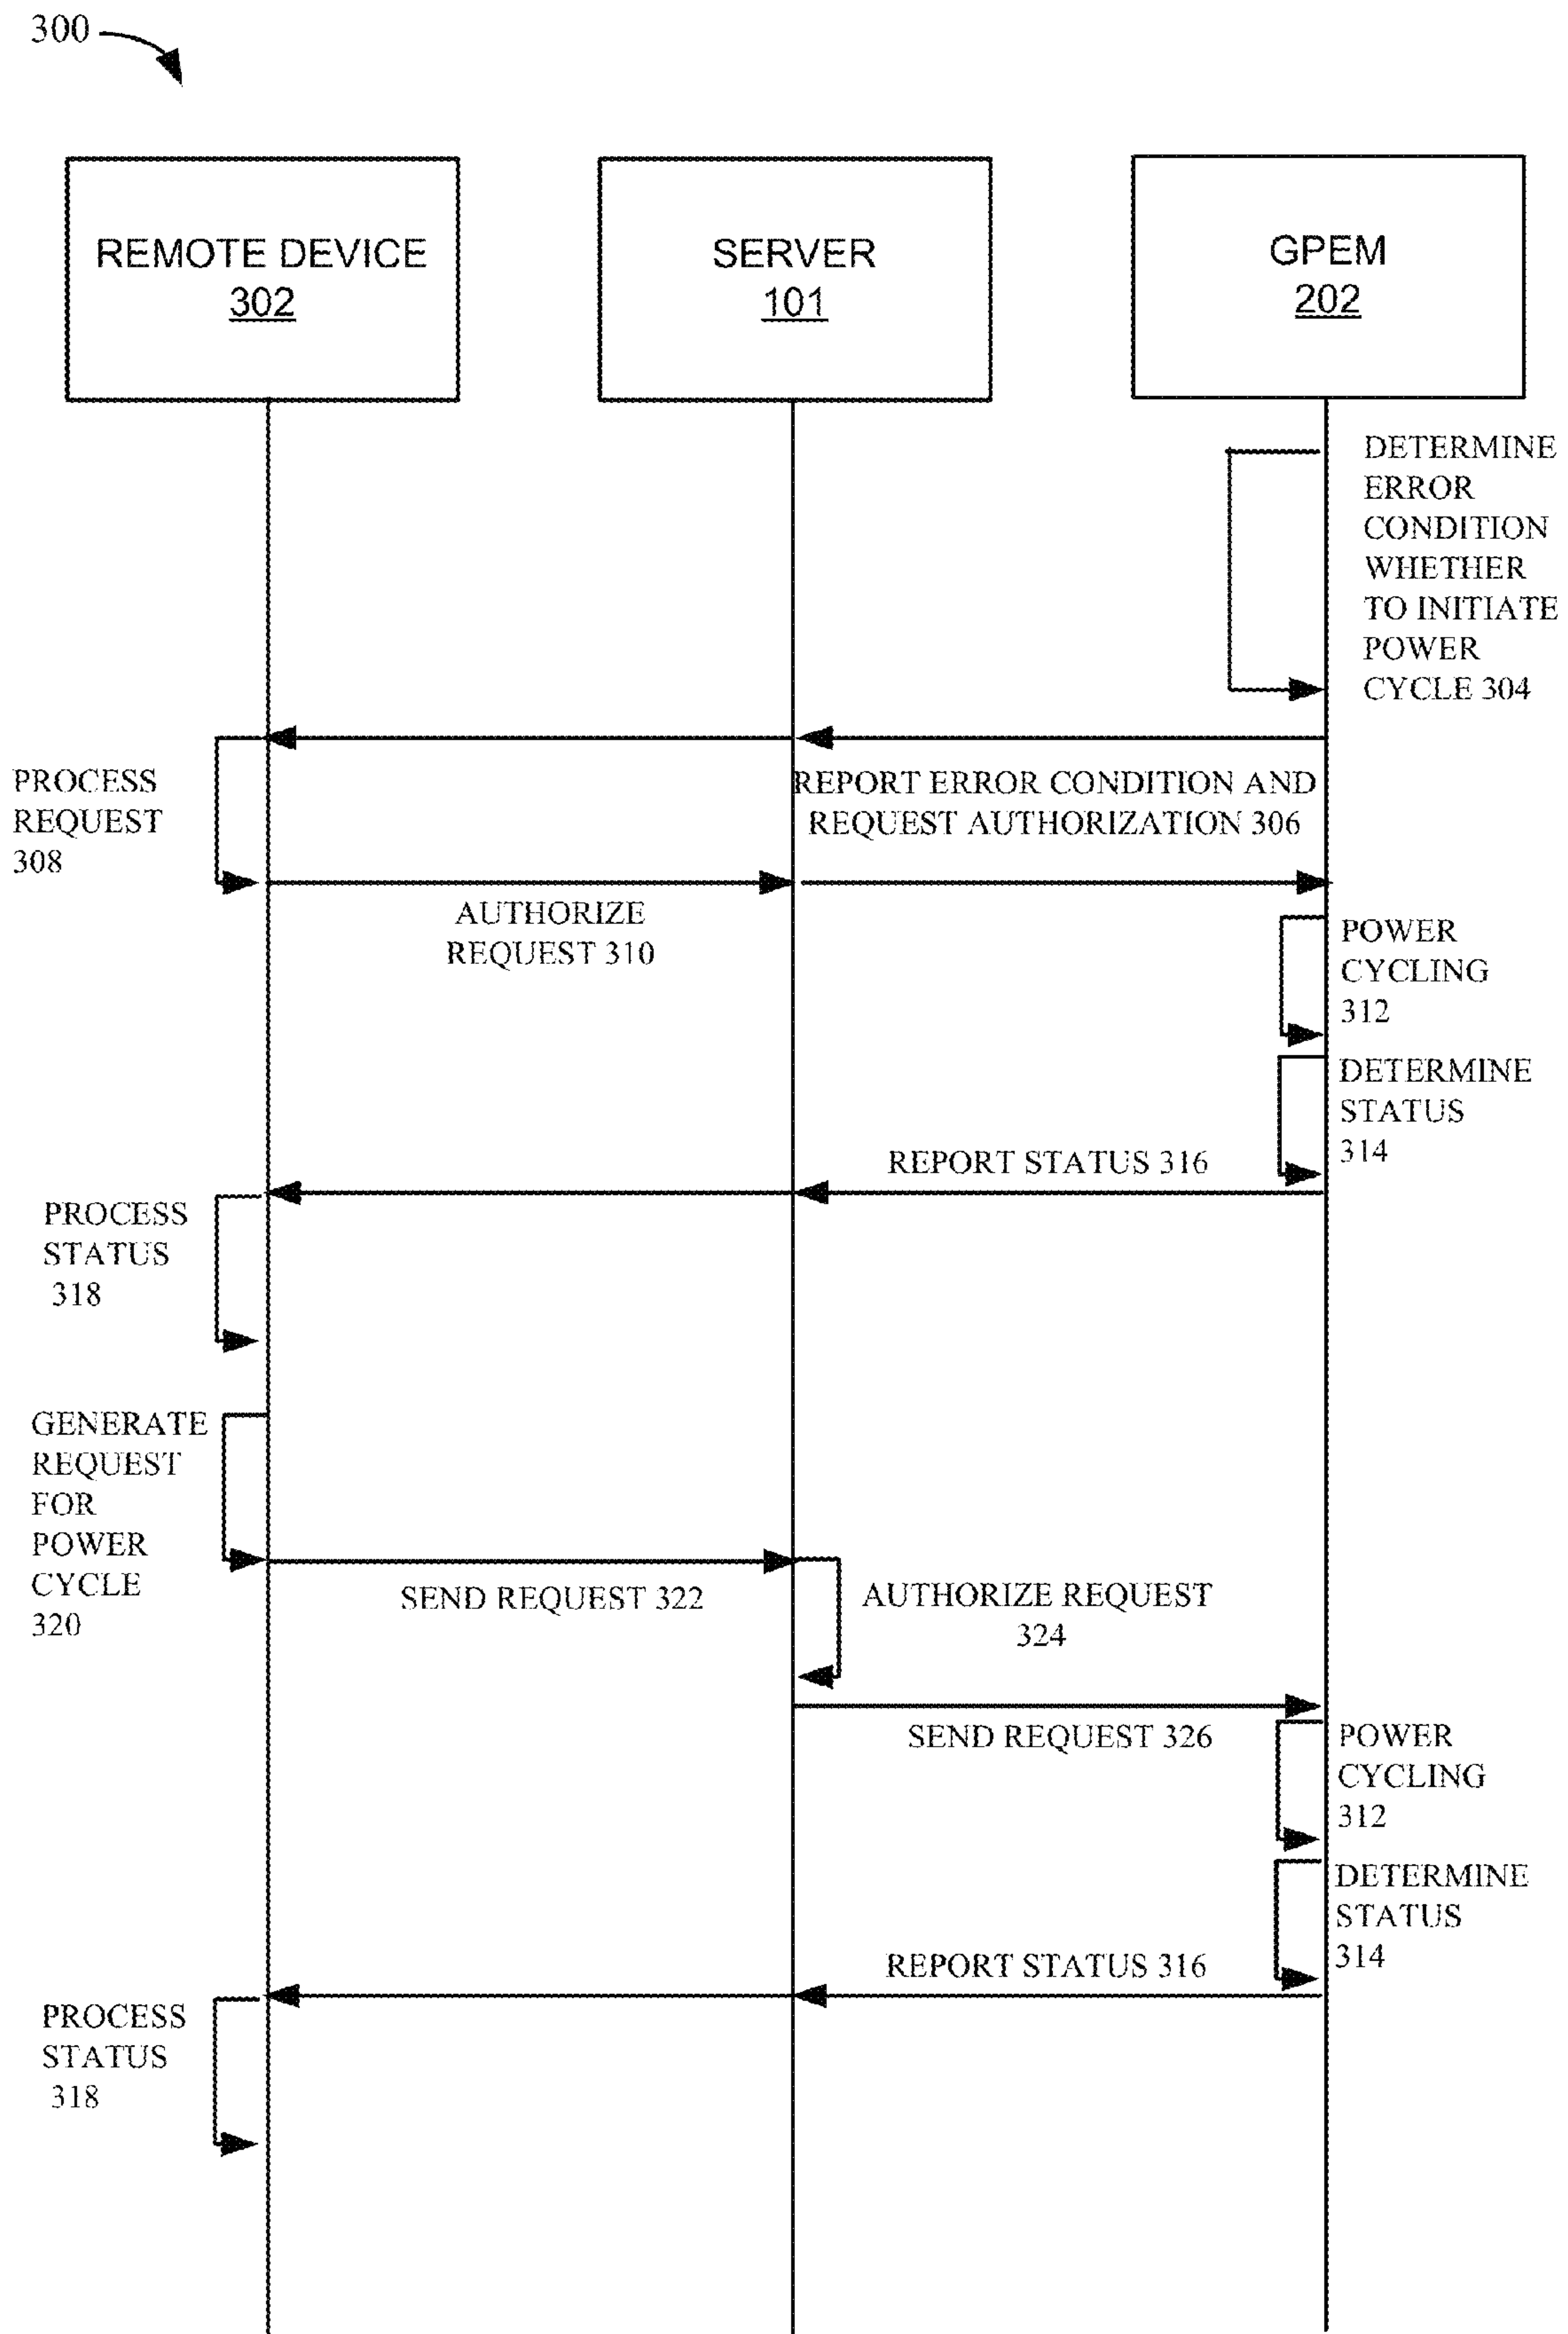 300
REMOTE DEVICE
302
SERVER
101
GPEM
202
DETERMINE
ERROR
CONDITION
WHETHER
TO INITIATE
POWER
CYCLE 304
PROCESS
REQUEST
308
REPORT ERROR CONDITION AND
REQUEST AUTHORIZATION 306
AUTHORIZE
REQUEST 310
POWER
CYCLING
312
DETERMINE
STATUS
314
REPORT STATUS 316
PROCESS
STATUS
318
GENERATE
REQUEST
FOR
POWER
CYCLE
320
SEND REQUEST 322
AUTHORIZE REQUEST
324
SEND REQUEST 326
POWER
CYCLING
312
DETERMINE
STATUS
314
REPORT STATUS 316
PROCESS
STATUS
318